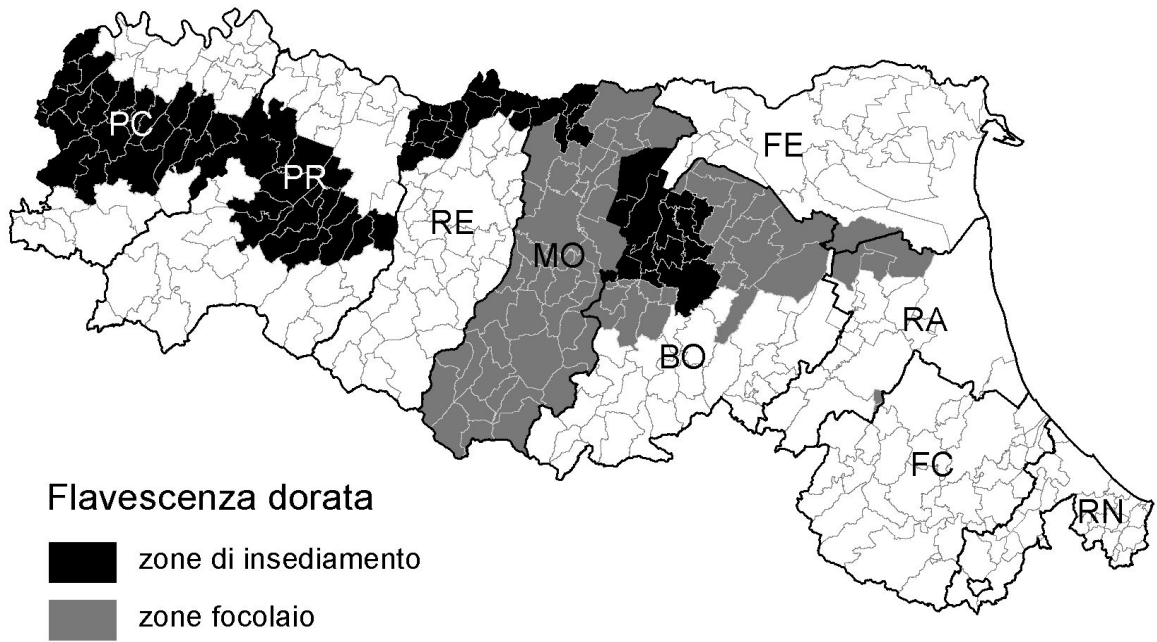 PC
FE
PR
RE
MO
RA
BO
FC
RN
Flavescenza dorata
zone di insediamento
zone focolaio